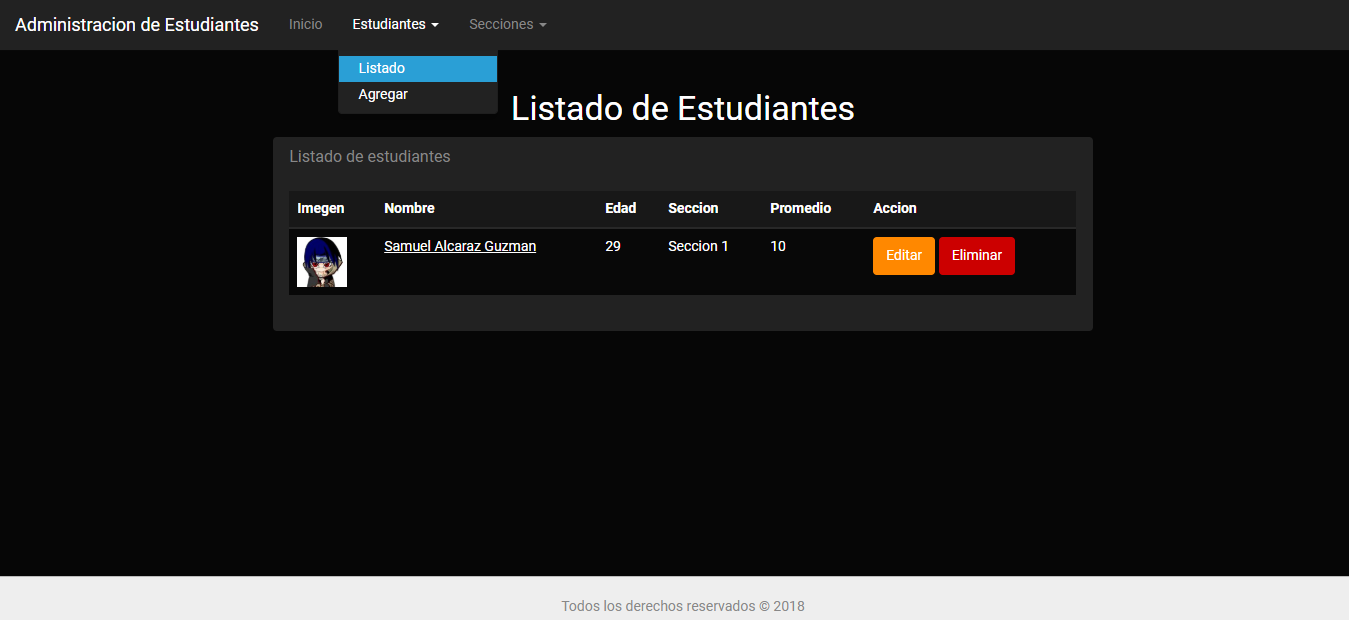 Administracion de Estudiantes Inicio Estudiantes Secciones
Listado
Agregar
Listado de Estudiantes
Listado de estudiantes
Imegen Nombre Edad Seccion Promedio Accion
Samuel Alcaraz Guzman 29 Seccion 1 10 Editar Eliminar
Todos los derechos reservados © 2018